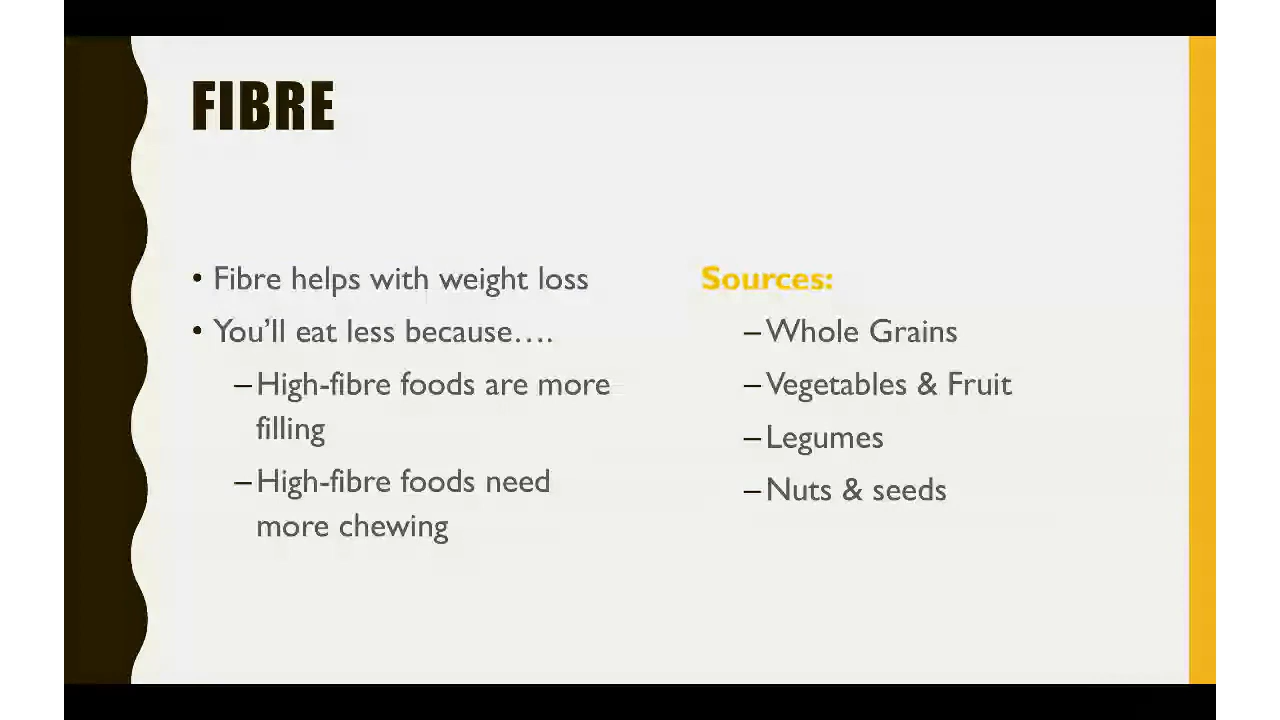 FIBRE
• Fibre helps with weight loss
• You’ll eat less because….
– High-fibre foods are more
filling
– High-fibre foods need
more chewing
Sources:
– Whole Grains
– Vegetables & Fruit
– Legumes
– Nuts & seeds